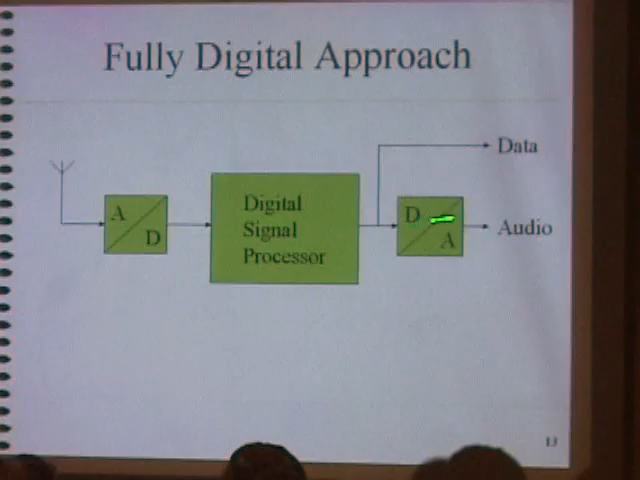 Fully Digital Approach
Data
A
D
Digital
Signal
Processor
D
A
Audio
13